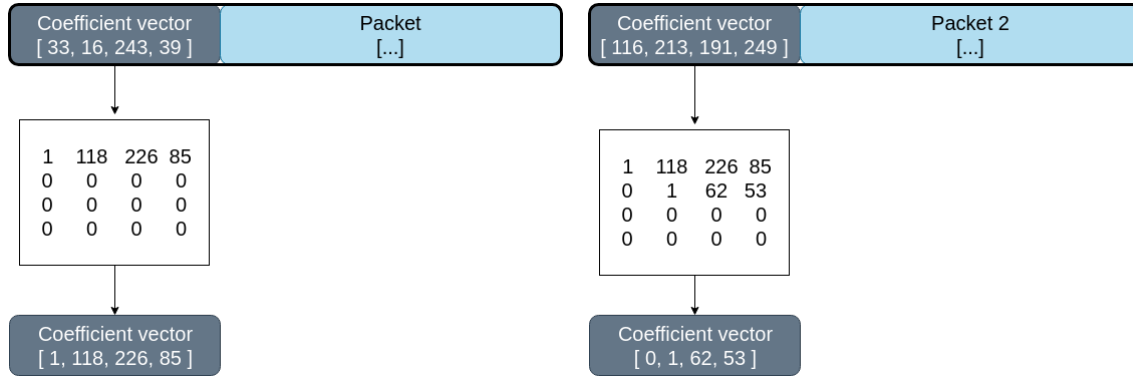 Coefficient vector
[ 33, 16, 243, 39 ]
Packet
[...]
1 118 226 85
0 0 0 0
0 0 0 0
0 0 0 0
Coefficient vector
[ 1, 118, 226, 85 ]
Coefficient vector
[ 116, 213, 191, 249 ]
Packet 2
[...]
1 118 226 85
0 1 62 53
0 0 0 0
0 0 0 0
Coefficient vector
[ 0, 1, 62, 53 ]